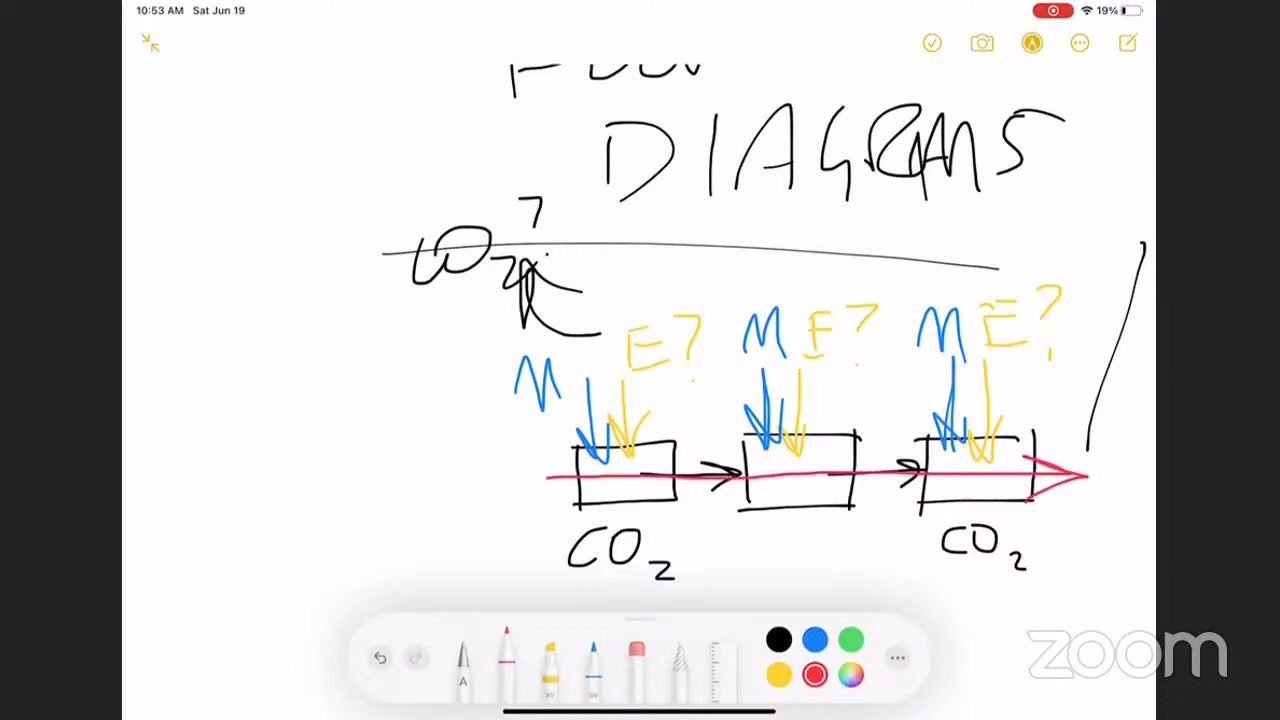 10:53 AM Sat Jun 19
19%
DIAGRAMS
?
CO2
M E? M E? M E?
CO2 CO2
A
zoom